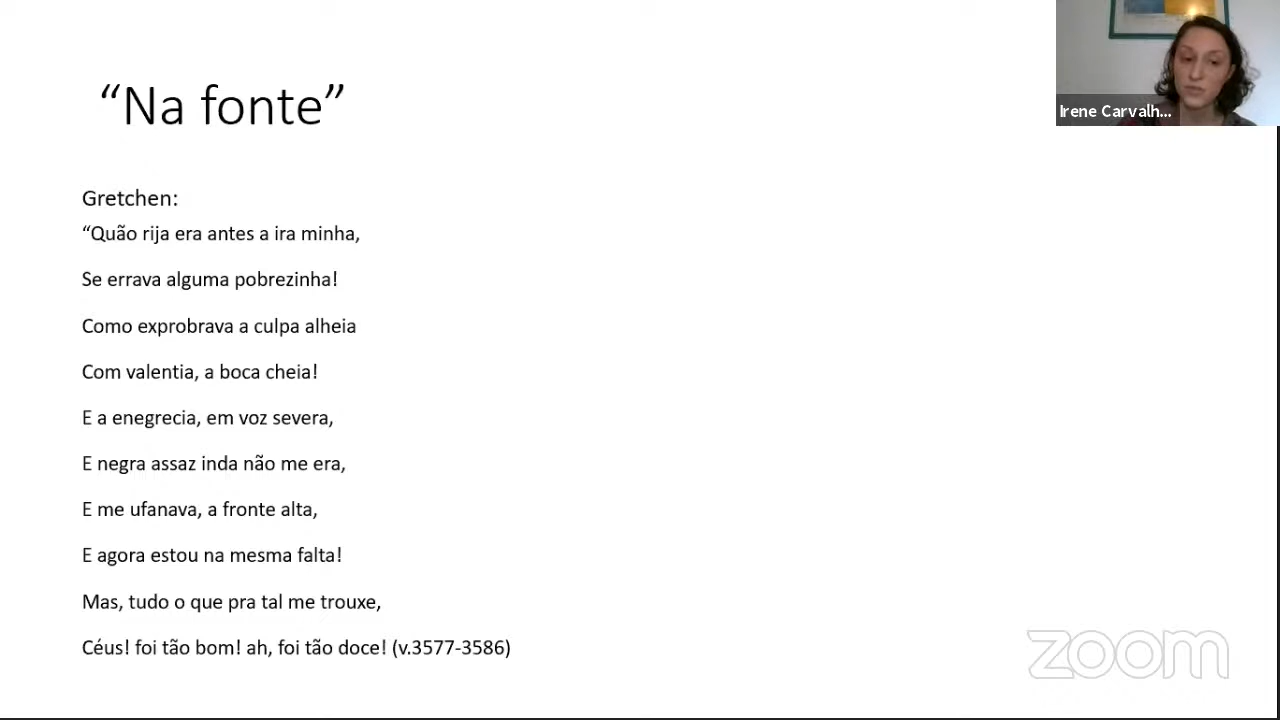 “Na fonte”
Irene Carvalh...
Gretchen:
“Quão rija era antes a ira minha,
Se errava alguma pobrezinha!
Como exprobrava a culpa alheia
Com valentia, a boca cheia!
E a enegrecia, em voz severa,
E negra assaz inda não me era,
E me ufanava, a fronte alta,
E agora estou na mesma falta!
Mas, tudo o que pra tal me trouxe,
Céus! foi tão bom! ah, foi tão doce! (v.3577-3586)
zoom